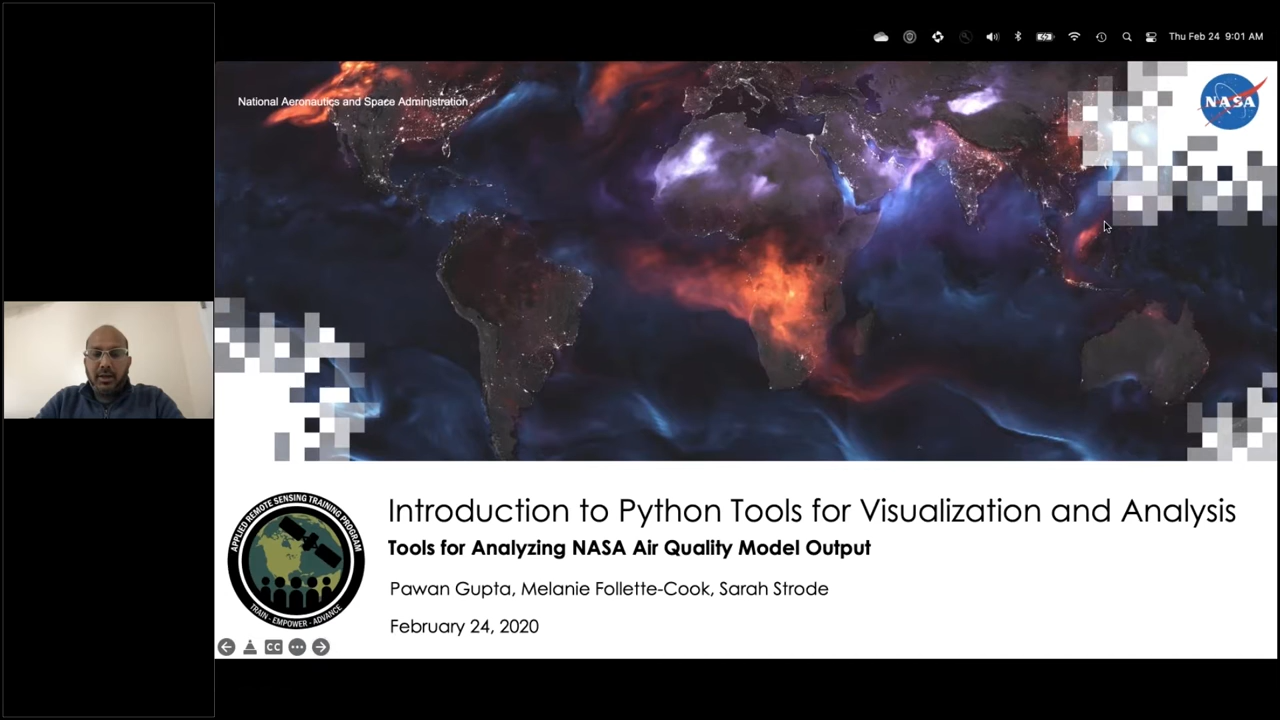 Thu Feb 24 9:01 AM
National Aeronautics and Space Administration
NASA
APPLIED REMOTE SENSING TRAINING PROGRAM
TRAIN - EMPOWER - ADVANCE
Introduction to Python Tools for Visualization and Analysis
Tools for Analyzing NASA Air Quality Model Output
Pawan Gupta, Melanie Follette-Cook, Sarah Strode
February 24, 2020
CC